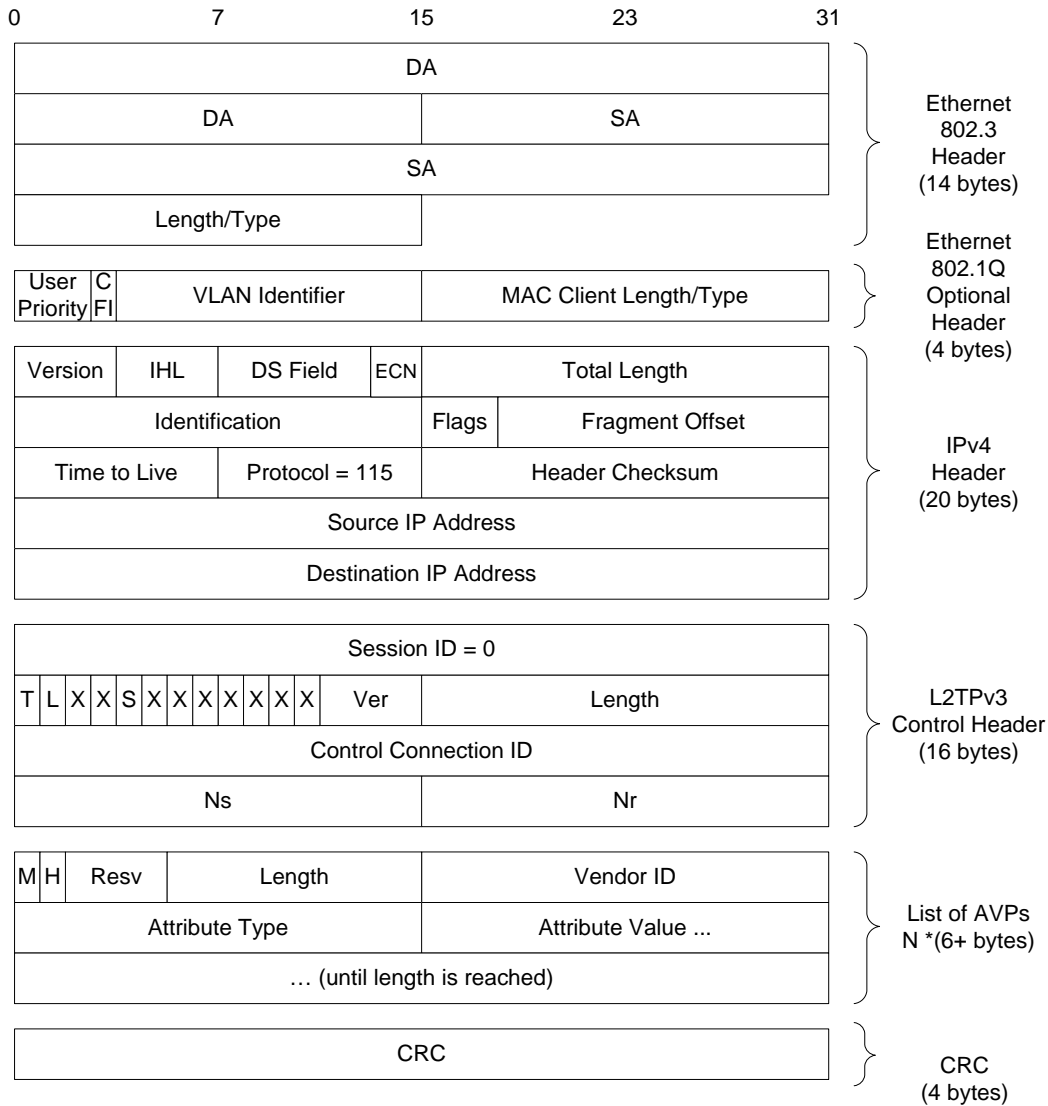 0 7 15 23 31
DA
DA SA
SA
Length/Type
Ethernet
802.3
Header
(14 bytes)
User
Priority
C
FI
VLAN Identifier MAC Client Length/Type
Ethernet
802.1Q
Optional
Header
(4 bytes)
Version IHL DS Field ECN Total Length
Identification Flags Fragment Offset
Time to Live Protocol = 115 Header Checksum
Source IP Address
Destination IP Address
IPv4
Header
(20 bytes)
Session ID = 0
T L X X S X X X X X X X Ver Length
Control Connection ID
Ns Nr
L2TPv3
Control Header
(16 bytes)
M H Resv Length Vendor ID
Attribute Type Attribute Value ...
… (until length is reached)
List of AVPs
N *(6+ bytes)
CRC
CRC
(4 bytes)